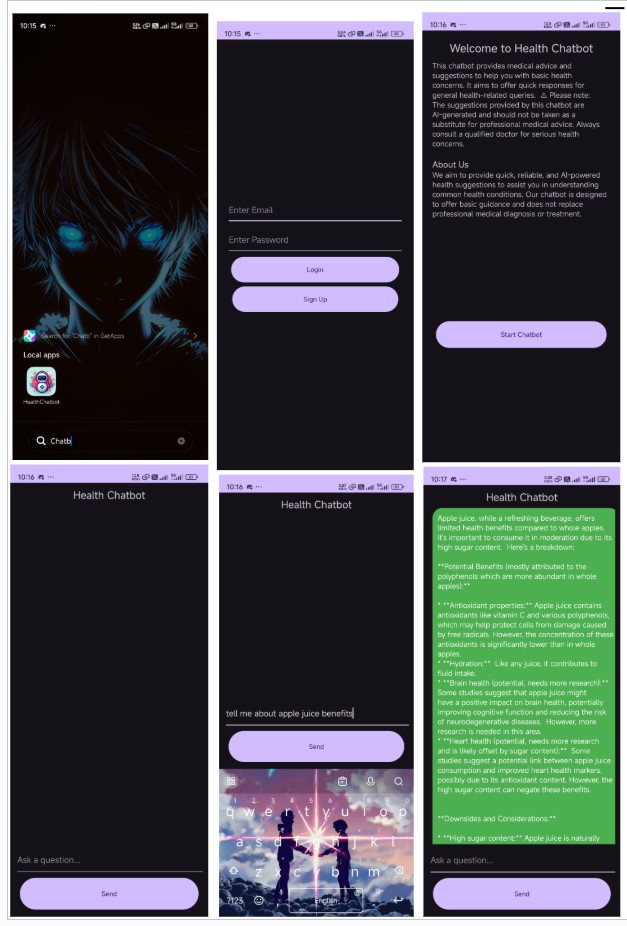 10:15
Search for "Chatb" in GetApps
Local apps
HealthChatbot
Chatb
10:15
Enter Email
Enter Password
Login
Sign Up
10:16
Welcome to Health Chatbot
This chatbot provides medical advice and
suggestions to help you with basic health
concerns. It aims to offer quick responses for
general health-related queries. ⚠ Please note:
The suggestions provided by this chatbot are
AI-generated and should not be taken as a
substitute for professional medical advice. Always
consult a qualified doctor for serious health
concerns.
About Us
We aim to provide quick, reliable, and AI-powered
health suggestions to assist you in understanding
common health conditions. Our chatbot is designed
to offer basic guidance and does not replace
professional medical diagnosis or treatment.
Start Chatbot
10:16
Health Chatbot
Ask a question...
Send
10:16
Health Chatbot
tell me about apple juice benefits
Send
1 2 3 4 5 6 7 8 9 0
q w e r t y u i o p
a s d f g h j k l
z x c v b n m
?123 English
10:17
Health Chatbot
Apple juice, while a refreshing beverage, offers
limited health benefits compared to whole apples.
It's important to consume it in moderation due to its
high sugar content. Here's a breakdown:
**Potential Benefits (mostly attributed to the
polyphenols which are more abundant in whole
apples):**
* **Antioxidant properties:** Apple juice contains
antioxidants like vitamin C and various polyphenols,
which may help protect cells from damage caused
by free radicals. However, the concentration of these
antioxidants is significantly lower than in whole
apples.
* **Hydration:** Like any juice, it contributes to
fluid intake.
* **Brain health (potential, needs more research):**
Some studies suggest that apple juice might
have a positive impact on brain health, potentially
improving cognitive function and reducing the risk
of neurodegenerative diseases. However, more
research is needed in this area.
* **Heart health (potential, needs more research
and is likely offset by sugar content):** Some
studies suggest a potential link between apple juice
consumption and improved heart health markers,
possibly due to its antioxidant content. However, the
high sugar content can negate these benefits.
**Downsides and Considerations:**
* **High sugar content:** Apple juice is naturally
Ask a question...
Send